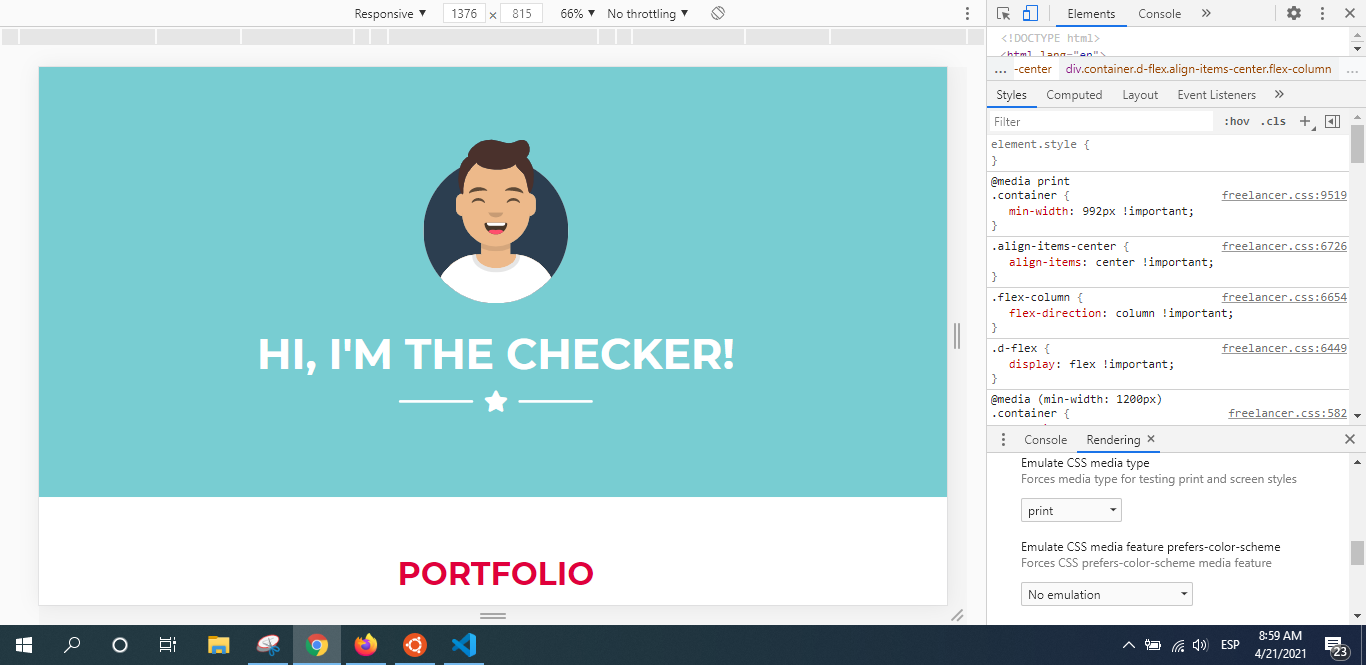 Responsive ▼ 1376 × 815 66% ▼ No throttling ▼
Elements Console »
<!DOCTYPE html>
<html lang="en">
... -center div.container.d-flex.align-items-center.flex-column ...
Styles Computed Layout Event Listeners »
Filter :hov .cls +
element.style {
}
@media print
.container { freelancer.css:9519
min-width: 992px !important;
}
.align-items-center { freelancer.css:6726
align-items: center !important;
}
.flex-column { freelancer.css:6654
flex-direction: column !important;
}
.d-flex { freelancer.css:6449
display: flex !important;
}
@media (min-width: 1200px)
.container { freelancer.css:582
HI, I'M THE CHECKER!
PORTFOLIO
Console Rendering ×
Emulate CSS media type
Forces media type for testing print and screen styles
print
Emulate CSS media feature prefers-color-scheme
Forces CSS prefers-color-scheme media feature
No emulation
ESP
8:59 AM
4/21/2021
23